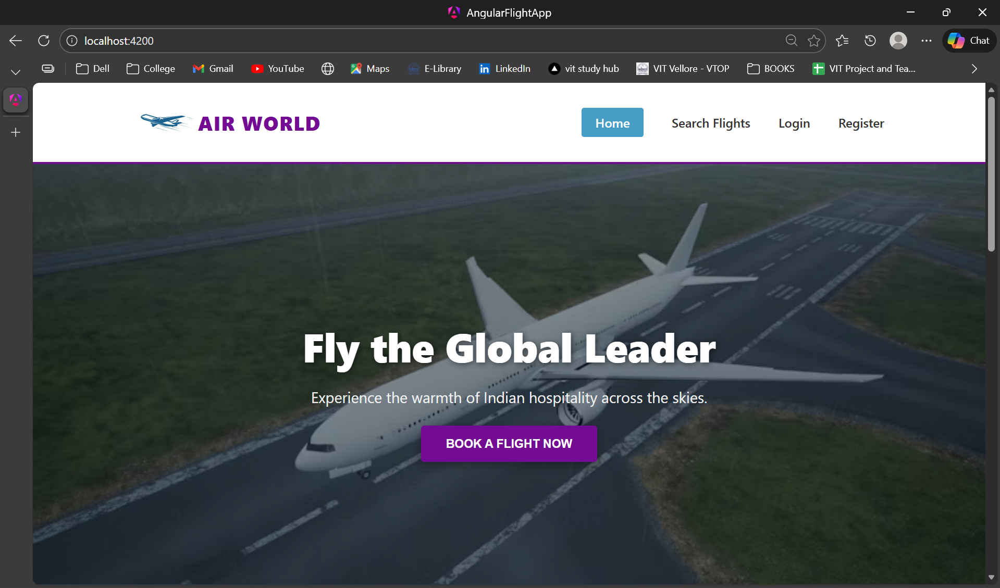 AngularFlightApp
localhost:4200
Chat
Dell College Gmail YouTube Maps E-Library LinkedIn vit study hub VIT Vellore - VTOP BOOKS VIT Project and Tea...
AIR WORLD Home Search Flights Login Register
Fly the Global Leader
Experience the warmth of Indian hospitality across the skies.
BOOK A FLIGHT NOW